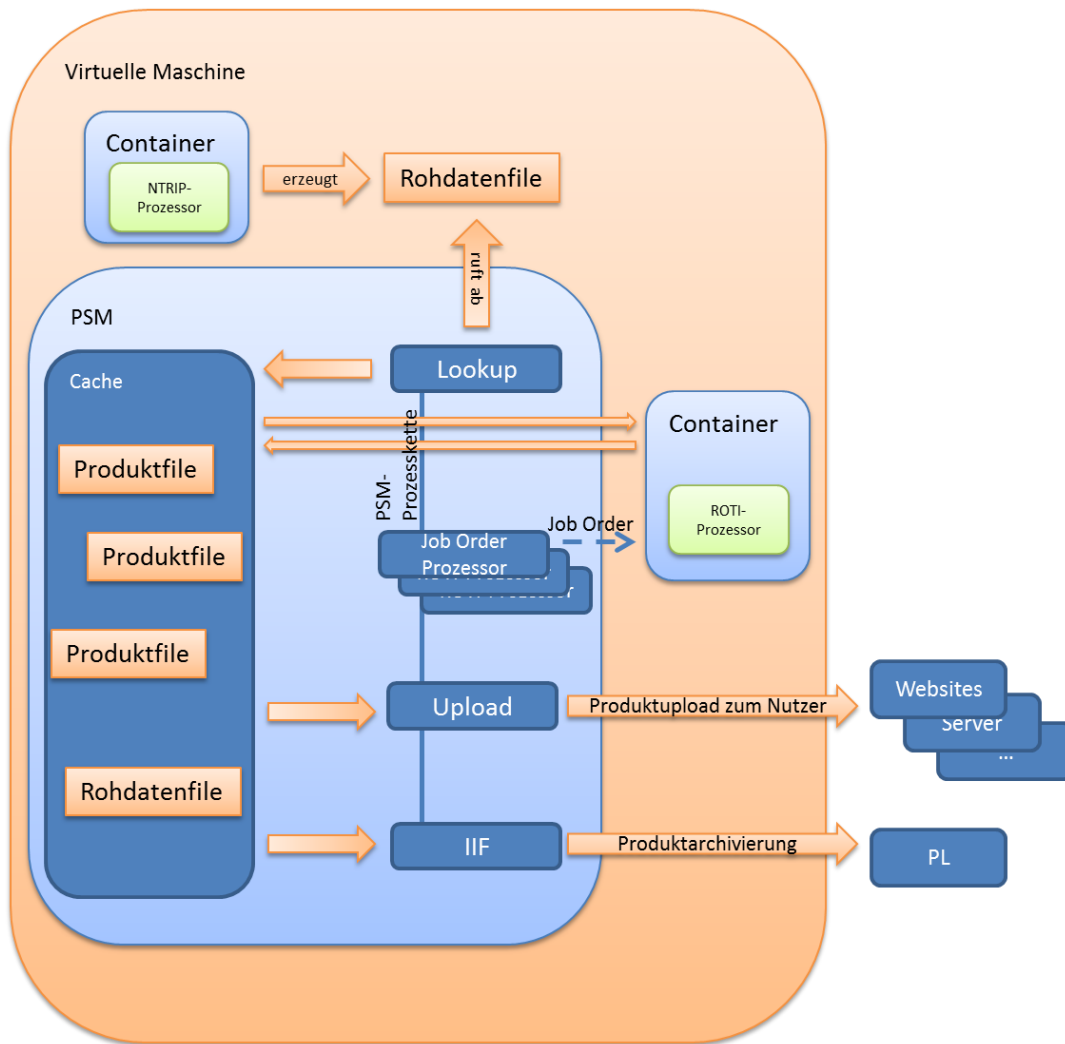 Virtuelle Maschine
Container
NTRIP-
Prozessor
erzeugt
Rohdatenfile
ruft ab
PSM
Cache
Lookup
PSM-
Prozesskette
Container
ROTI-
Prozessor
Produktfile
Produktfile
Produktfile
Rohdatenfile
Job Order
Prozessor
Job Order
Upload
Produktupload zum Nutzer
Websites
Server
...
IIF
Produktarchivierung
PL